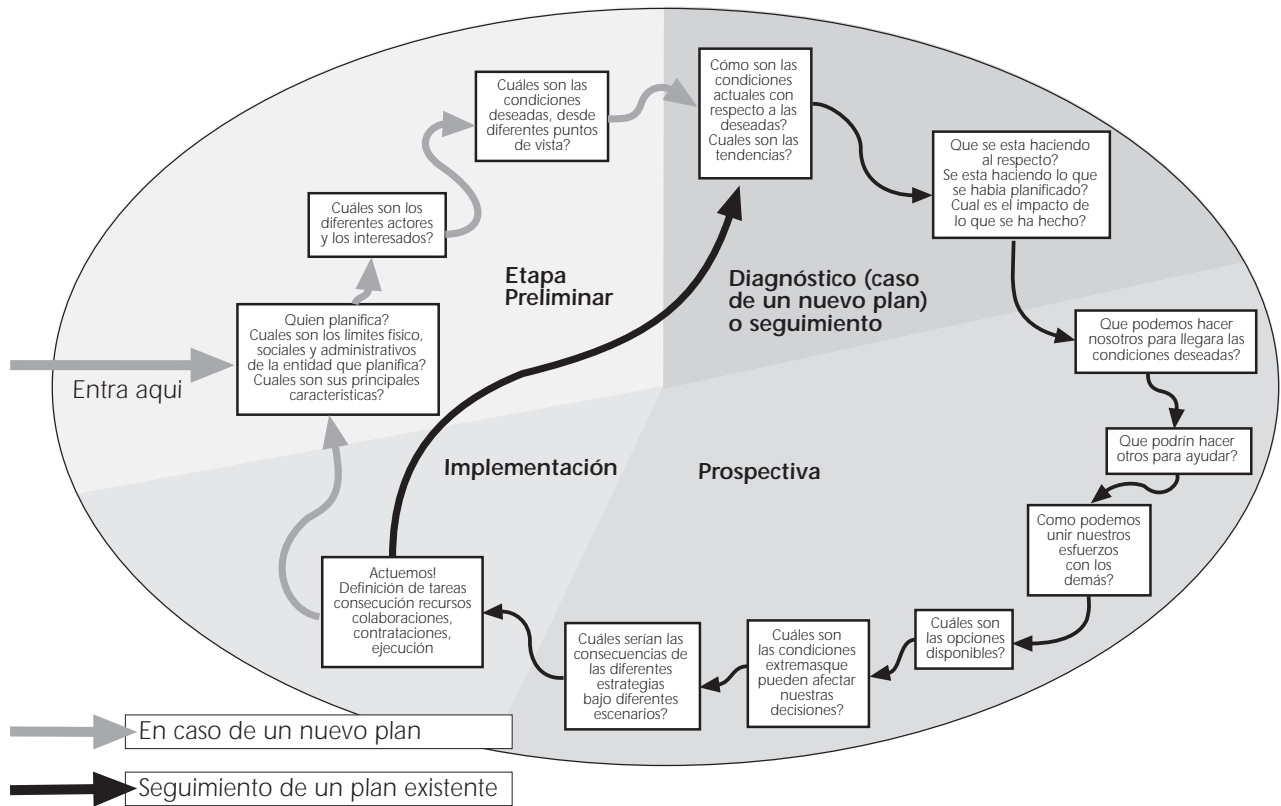 Entra aqui
Quien planifica?
Cuales son los limites físico,
sociales y administrativos
de la entidad que planifica?
Cuales son sus principales
caracteristicas?
Cuáles son los
diferentes actores
y los interesados?
Cuáles son las
condiciones
deseadas, desde
diferentes puntos
de vista?
Etapa
Preliminar
Cómo son las
condiciones
actuales con
respecto a las
deseadas?
Cuales son las
tendencias?
Que se esta haciendo
al respecto?
Se esta haciendo lo que
se habia planificado?
Cual es el impacto de
lo que se ha hecho?
Diagnóstico (caso
de un nuevo plan)
o seguimiento
Que podemos hacer
nosotros para llegara las
condiciones deseadas?
Que podrín hacer
otros para ayudar?
Como podemos
unir nuestros
esfuerzos
con los
demás?
Cuáles son
las opciones
disponibles?
Cuáles son
las condiciones
extremasque
pueden afectar
nuestras
decisiones?
Cuáles serían las
consecuencias de
las diferentes
estrategias
bajo diferentes
escenarios?
Prospectiva
Implementación
Actuemos!
Definición de tareas
consecución recursos
colaboraciones,
contrataciones,
ejecución
En caso de un nuevo plan
Seguimiento de un plan existente